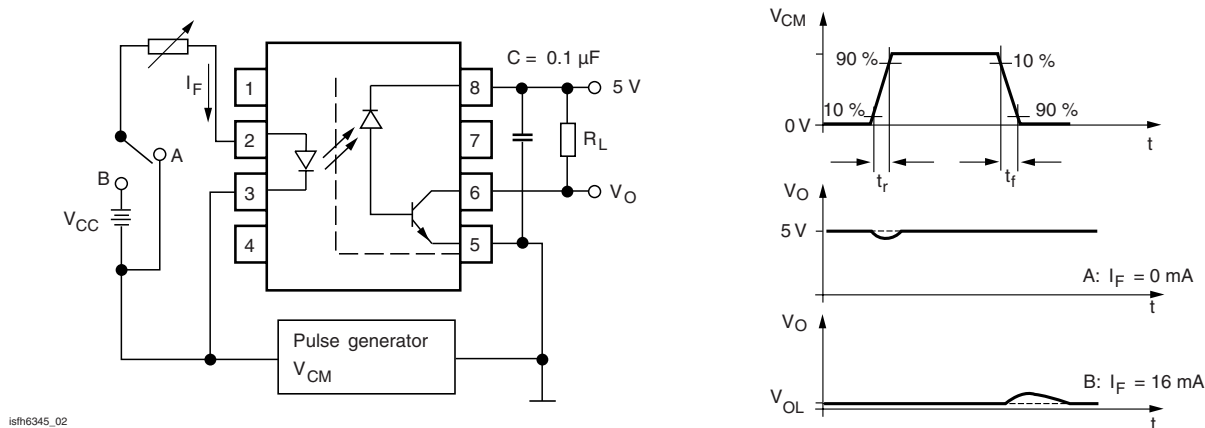 C = 0.1 µF
I_F
1
2
3
4
8
7
6
5
5 V
R_L
V_O
A
B
V_CC
Pulse generator
V_CM
isfh6345_02
V_CM
90 %
10 %
10 %
90 %
0 V
t
t_r
t_f
V_O
5 V
A: I_F = 0 mA
t
V_O
B: I_F = 16 mA
V_OL
t